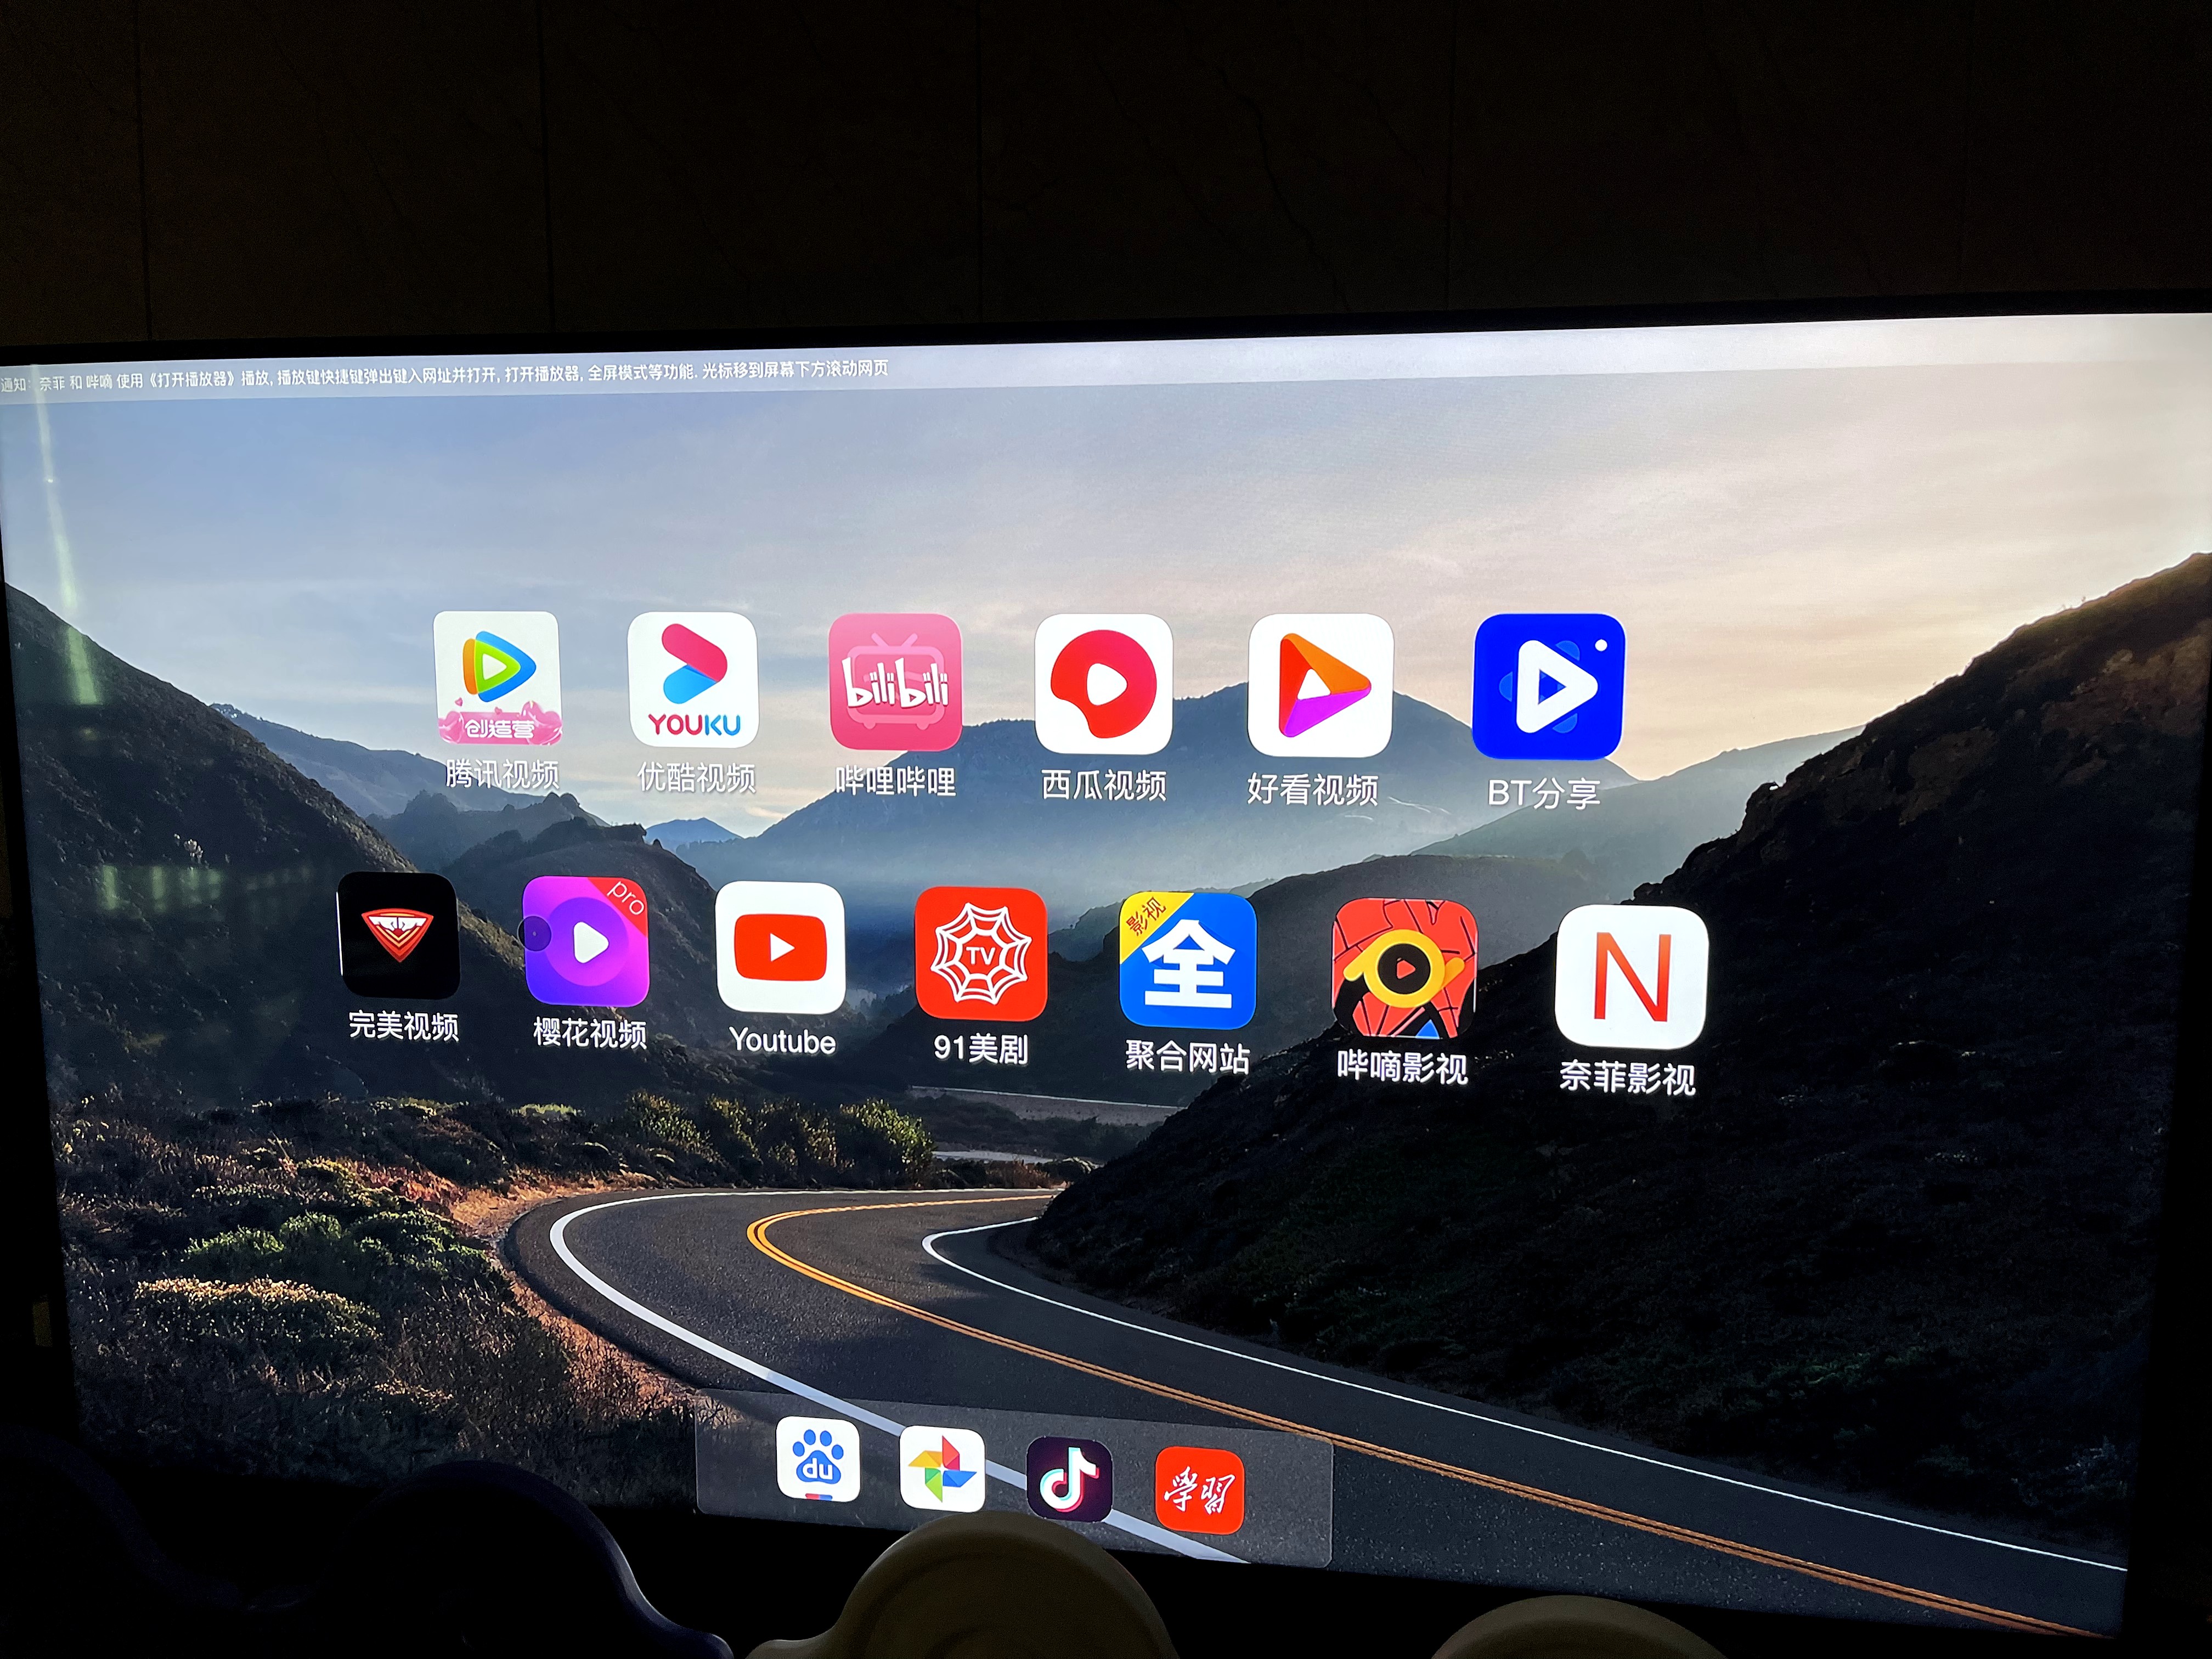 通知: 奈菲 和 哔嘀 使用《打开播放器》播放, 播放键快捷键弹出键入网址并打开, 打开播放器, 全屏模式等功能. 光标移到屏幕下方滚动网页
创造营
YOUKU
bilibili
腾讯视频
优酷视频
哔哩哔哩
西瓜视频
好看视频
BT分享
pro
TV
影视
全
N
完美视频
樱花视频
Youtube
91美剧
聚合网站
哔嘀影视
奈菲影视
du
學習